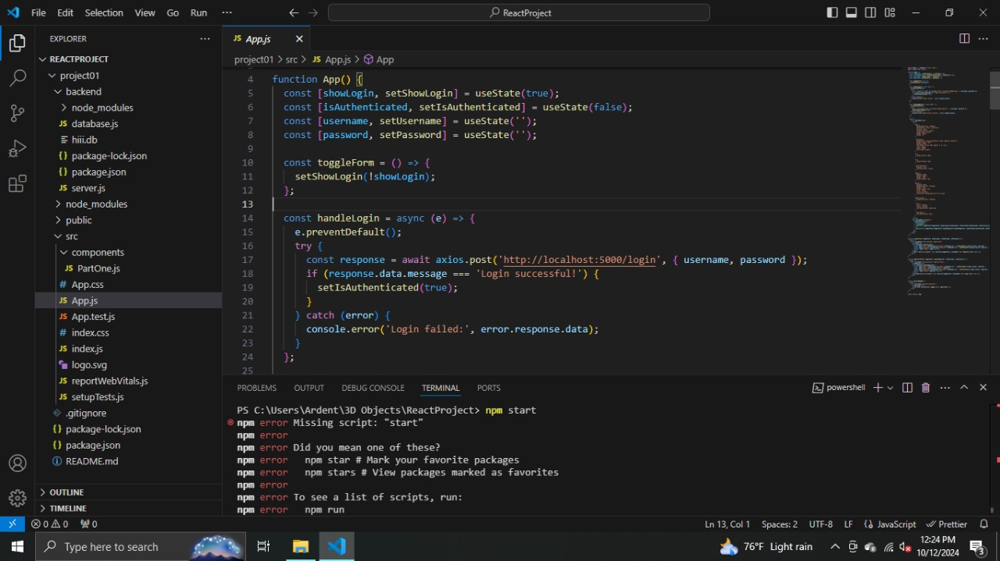 File Edit Selection View Go Run ··· ReactProject
EXPLORER ···
REACTPROJECT
project01
backend
node_modules
JS database.js
hiii.db
{} package-lock.json
{} package.json
JS server.js
node_modules
public
src
components
JS PartOne.js
# App.css
JS App.js
JS App.test.js
# index.css
JS index.js
logo.svg
JS reportWebVitals.js
JS setupTests.js
.gitignore
{} package-lock.json
{} package.json
README.md
OUTLINE
TIMELINE
JS App.js
project01 > src > JS App.js > App
4 function App() {
5 const [showLogin, setShowLogin] = useState(true);
6 const [isAuthenticated, setIsAuthenticated] = useState(false);
7 const [username, setUsername] = useState('');
8 const [password, setPassword] = useState('');
9
10 const toggleForm = () => {
11 setShowLogin(!showLogin);
12 };
13
14 const handleLogin = async (e) => {
15 e.preventDefault();
16 try {
17 const response = await axios.post('http://localhost:5000/login', { username, password });
18 if (response.data.message === 'Login successful!') {
19 setIsAuthenticated(true);
20 }
21 } catch (error) {
22 console.error('Login failed:', error.response.data);
23 }
24 };
25
PROBLEMS OUTPUT DEBUG CONSOLE TERMINAL PORTS powershell
PS C:\Users\Ardent\3D Objects\ReactProject> npm start
npm error Missing script: "start"
npm error
npm error Did you mean one of these?
npm error npm star # Mark your favorite packages
npm error npm stars # View packages marked as favorites
npm error
npm error To see a list of scripts, run:
npm error npm run
0 0 0 Ln 13, Col 1 Spaces: 2 UTF-8 LF {} JavaScript Prettier
Type here to search 76°F Light rain 12:24 PM
10/12/2024 3